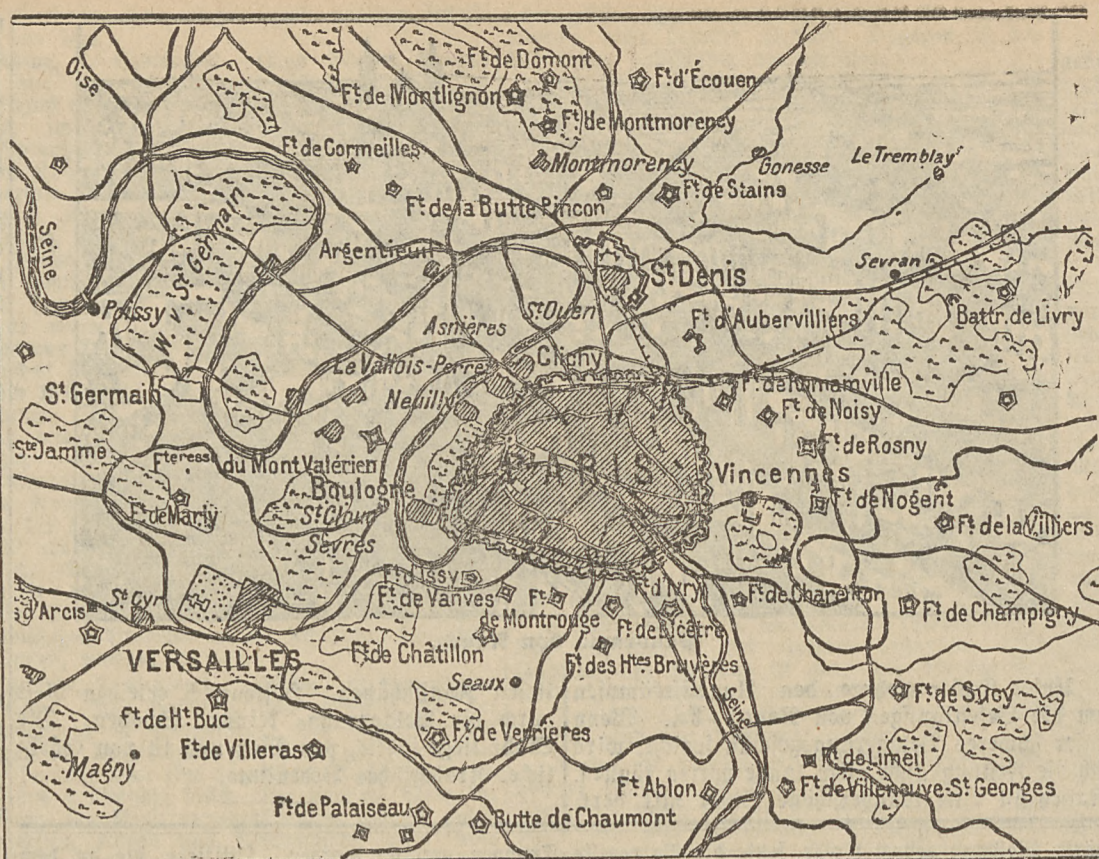 Oise
Ft. de Domont
Ft. d'Écouen
Ft. de Montlignon
Ft. de Montmorency
Ft. de Cormeilles
Montmorency
Gonesse
Le Tremblay
Ft. de Stains
Ft. de la Butte Pincon
Seine
W. v. St. Germain
Argenteuil
St. Denis
Sevran
Poissy
St. Ouen
Asnières
Ft. d'Aubervilliers
Battr. de Livry
Le Vallois-Perre
Clichy
St. Germain
Neuilly
Ft. de Romainville
Ft. de Noisy
Ste. Jamme
Ft. de Rosny
Fteresse du Mont Valérien
PARIS
Vincennes
Boulogne
Ft. de Marly
St. Cloud
Ft. de Nogent
Ft. de la Villiers
Sèvres
Ft. d'Issy
St. Cyr
Ft. de Vanves
Ft. de Montrouge
Ft. d'Ivry
Ft. de Charenton
d'Arcis
Ft. de Bicêtre
Ft. de Champigny
VERSAILLES
Ft. de Châtillon
Ft. des Htes Bruyères
Seaux
Ft. de Sucy
Ft. de Ht. Buc
Seine
Ft. de Verrières
Ft. de Villeras
Magny
Rt. de Limeil
Ft. Ablon
Ft. de Villeneuve-St. Georges
Ft. de Palaiseau
Butte de Chaumont